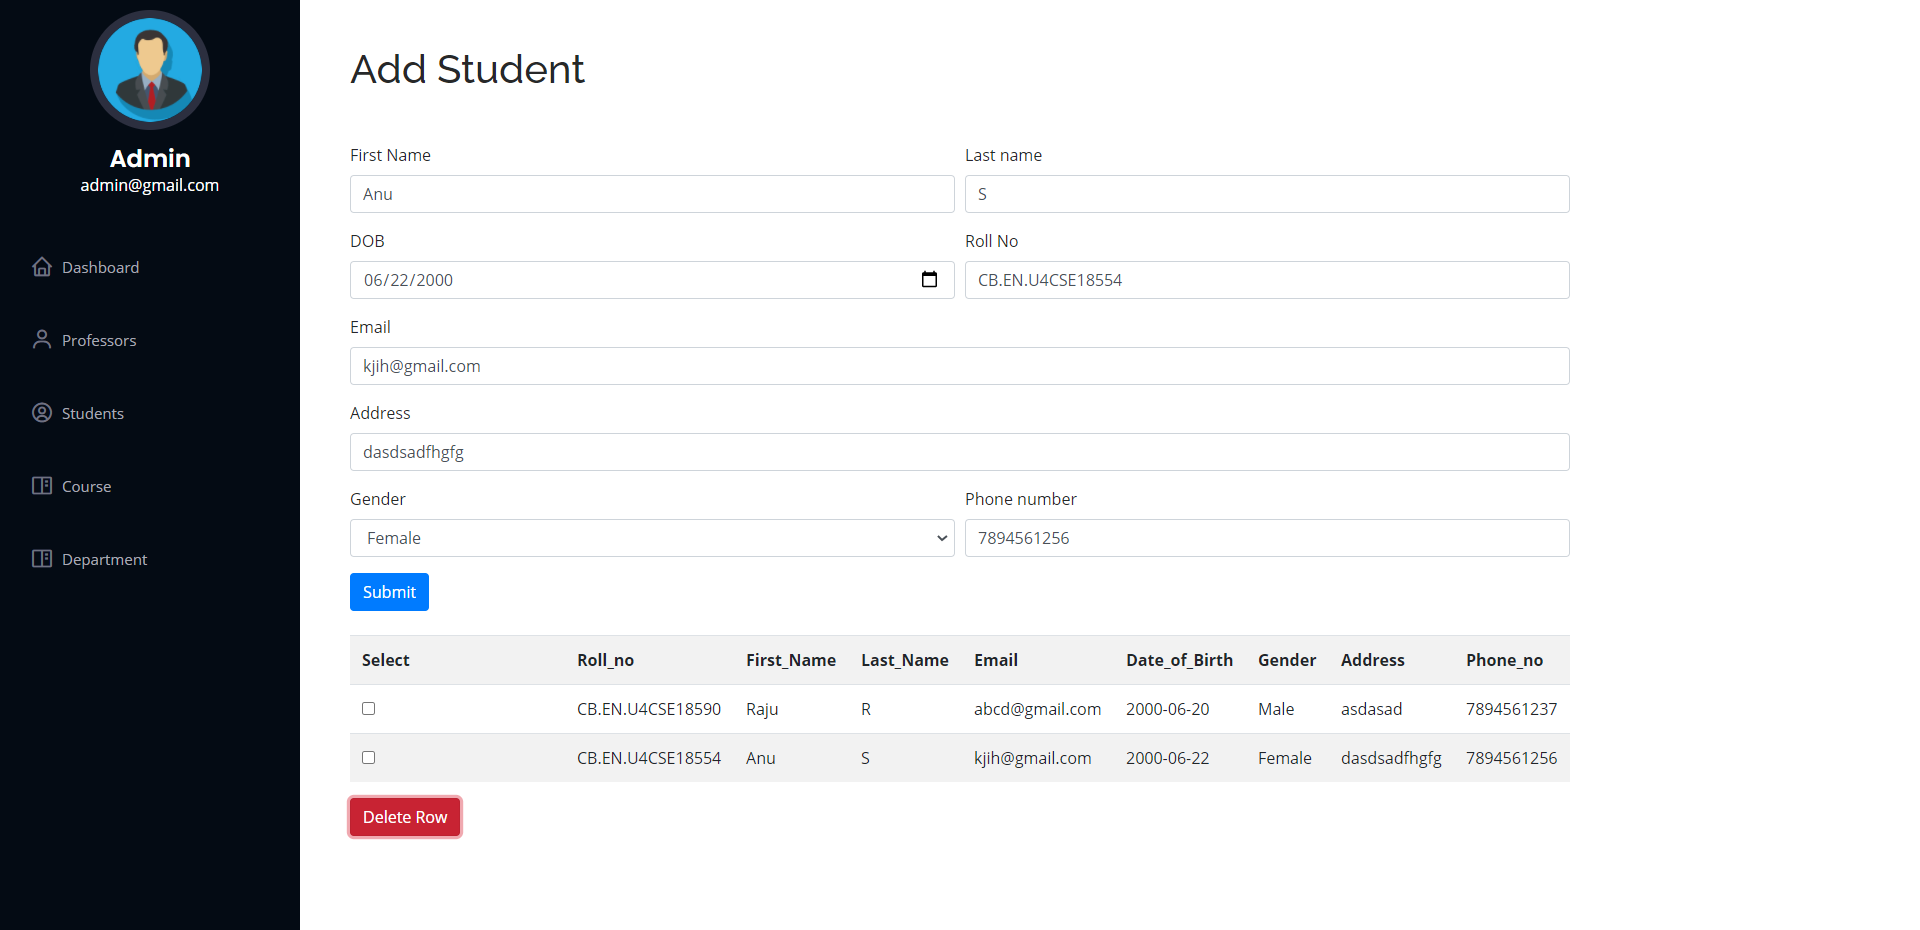 Admin
admin@gmail.com
Dashboard
Professors
Students
Course
Department
Add Student
First Name Last name
Anu S
DOB Roll No
06/22/2000 CB.EN.U4CSE18554
Email
kjih@gmail.com
Address
dasdsadfhgfg
Gender Phone number
Female 7894561256
Submit
Select Roll_no First_Name Last_Name Email Date_of_Birth Gender Address Phone_no
CB.EN.U4CSE18590 Raju R abcd@gmail.com 2000-06-20 Male asdasad 7894561237
CB.EN.U4CSE18554 Anu S kjih@gmail.com 2000-06-22 Female dasdsadfhgfg 7894561256
Delete Row